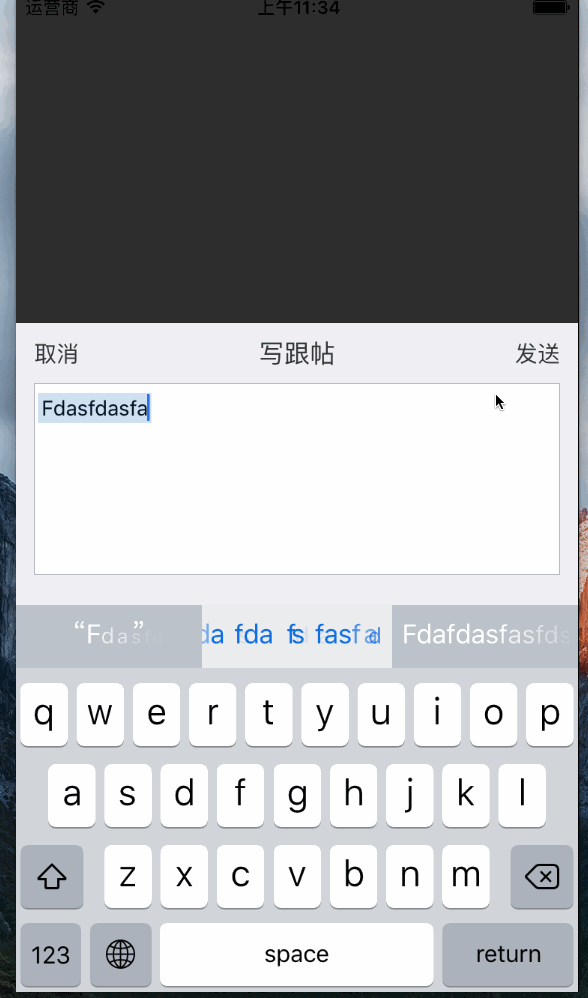 运营商 上午11:34
取消 写跟帖 发送
Fdasfdasfa
“Fdasfa” da fda fasfa Fdafdasfasfds
q w e r t y u i o p
a s d f g h j k l
z x c v b n m
123 space return